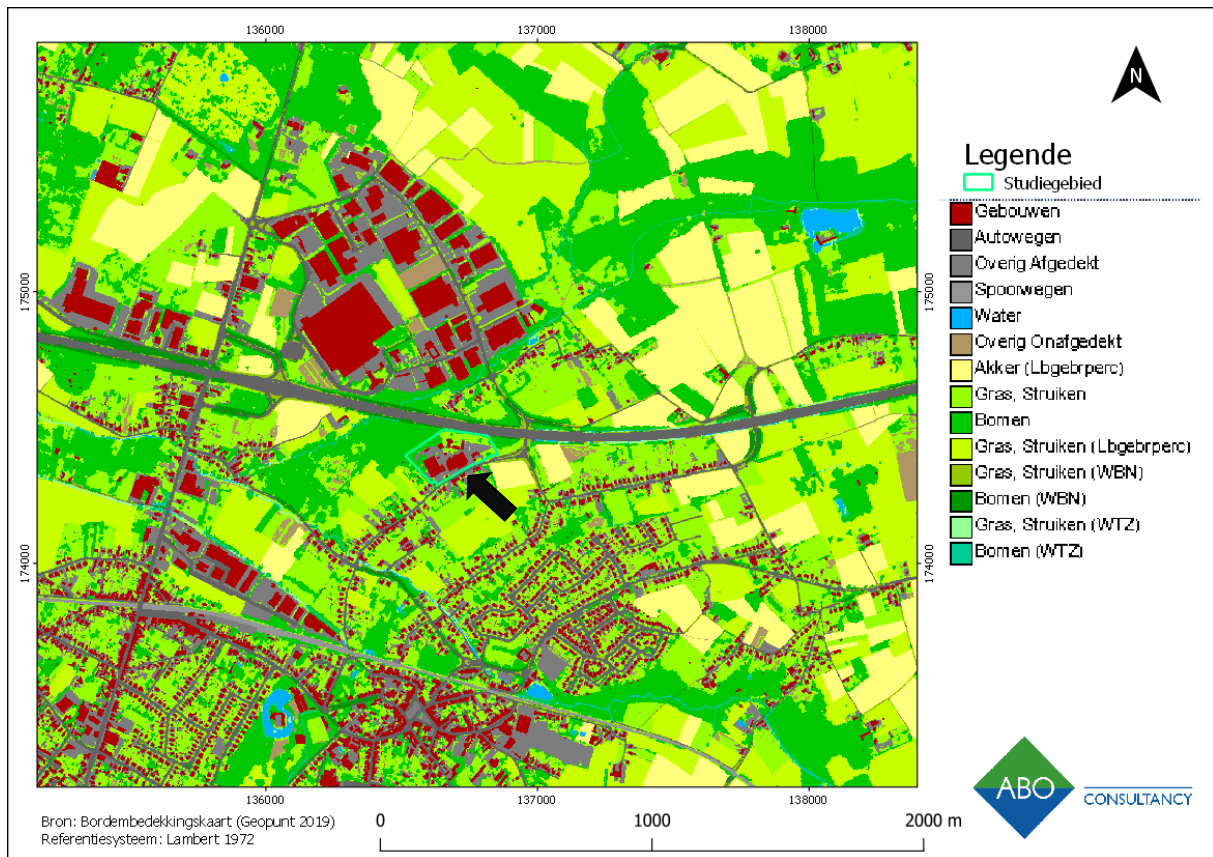 136000 137000 138000
N
Legende
Studiegebied
Gebouwen
Autowegen
Overig Afgedekt
Spoorwegen
Water
Overig Onafgedekt
Akker (Lbgebrperc)
Gras, Struiken
Bomen
Gras, Struiken (Lbgebrperc)
Gras, Struiken (WBN)
Bomen (WBN)
Gras, Struiken (WTZ)
Bomen (WTZ)
175000 175000
174000 174000
136000 137000 138000
Bron: Bordembedekkingskaart (Geopunt 2019)
Referentiesysteem: Lambert 1972
0 1000 2000 m
ABO
CONSULTANCY